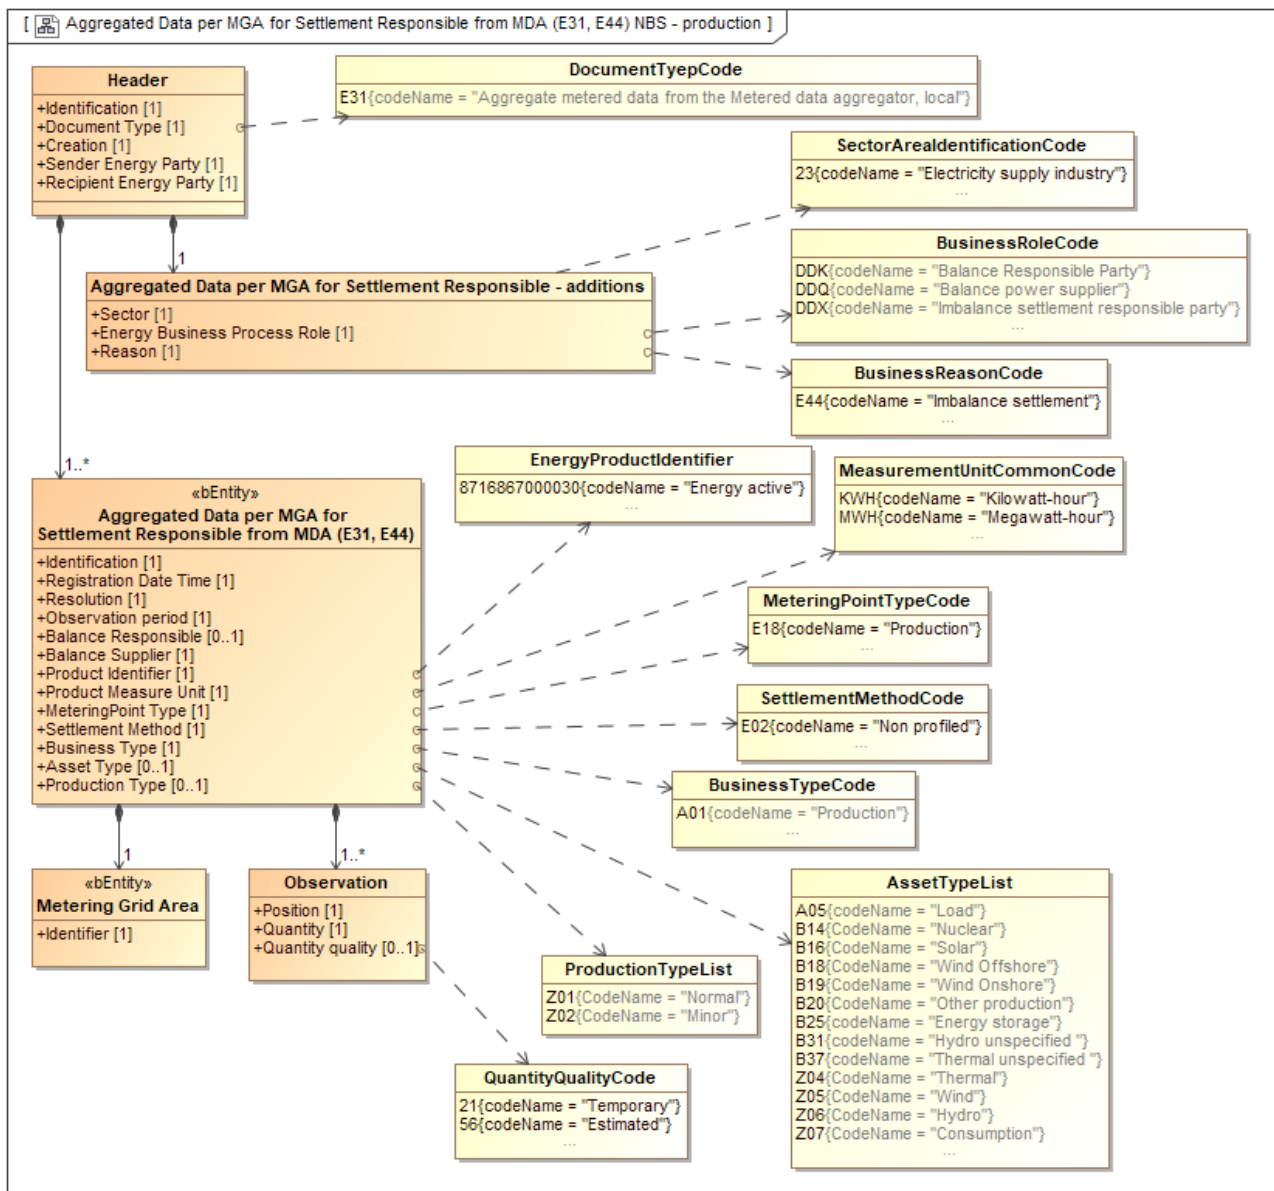 [ Aggregated Data per MGA for Settlement Responsible from MDA (E31, E44) NBS - production ]
Header
+Identification [1]
+Document Type [1]
+Creation [1]
+Sender Energy Party [1]
+Recipient Energy Party [1]
DocumentTyepCode
E31{codeName = "Aggregate metered data from the Metered data aggregator, local"}
SectorAreaIdentificationCode
23{codeName = "Electricity supply industry"}
...
1
Aggregated Data per MGA for Settlement Responsible - additions
+Sector [1]
+Energy Business Process Role [1]
+Reason [1]
BusinessRoleCode
DDK{codeName = "Balance Responsible Party"}
DDQ{codeName = "Balance power supplier"}
DDX{codeName = "Imbalance settlement responsible party"}
...
BusinessReasonCode
E44{codeName = "Imbalance settlement"}
...
1..*
«bEntity»
Aggregated Data per MGA for
Settlement Responsible from MDA (E31, E44)
+Identification [1]
+Registration Date Time [1]
+Resolution [1]
+Observation period [1]
+Balance Responsible [0..1]
+Balance Supplier [1]
+Product Identifier [1]
+Product Measure Unit [1]
+MeteringPoint Type [1]
+Settlement Method [1]
+Business Type [1]
+Asset Type [0..1]
+Production Type [0..1]
EnergyProductIdentifier
8716867000030{codeName = "Energy active"}
...
MeasurementUnitCommonCode
KWH{codeName = "Kilowatt-hour"}
MWH{codeName = "Megawatt-hour"}
...
MeteringPointTypeCode
E18{codeName = "Production"}
...
SettlementMethodCode
E02{codeName = "Non profiled"}
...
BusinessTypeCode
A01{codeName = "Production"}
...
1
«bEntity»
Metering Grid Area
+Identifier [1]
1..*
Observation
+Position [1]
+Quantity [1]
+Quantity quality [0..1]
AssetTypeList
A05{codeName = "Load"}
B14{CodeName = "Nuclear"}
B16{CodeName = "Solar"}
B18{CodeName = "Wind Offshore"}
B19{CodeName = "Wind Onshore"}
B20{CodeName = "Other production"}
B25{codeName = "Energy storage"}
B31{codeName = "Hydro unspecified "}
B37{codeName = "Thermal unspecified "}
Z04{CodeName = "Thermal"}
Z05{CodeName = "Wind"}
Z06{CodeName = "Hydro"}
Z07{CodeName = "Consumption"}
...
ProductionTypeList
Z01{CodeName = "Normal"}
Z02{CodeName = "Minor"}
QuantityQualityCode
21{codeName = "Temporary"}
56{codeName = "Estimated"}
...